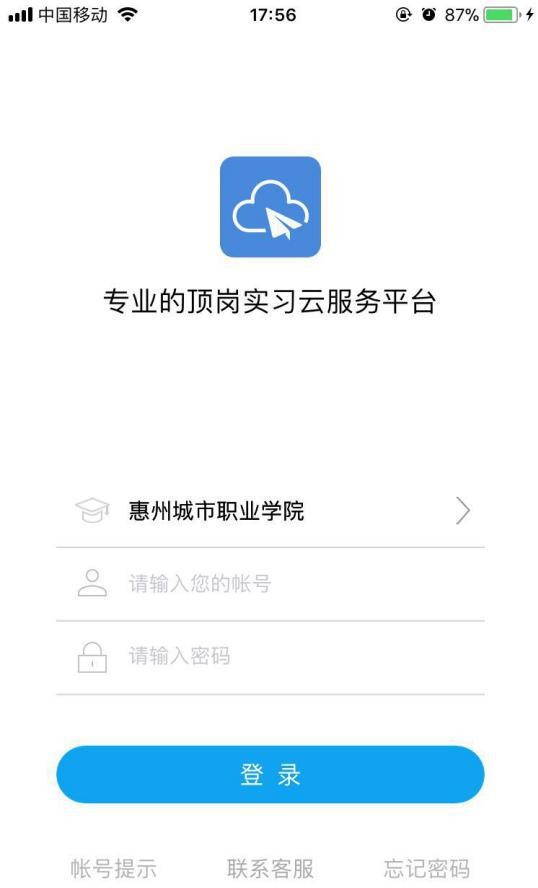 中国移动 17:56 87%
专业的顶岗实习云服务平台
惠州城市职业学院
请输入您的帐号
请输入密码
登 录
帐号提示 联系客服 忘记密码